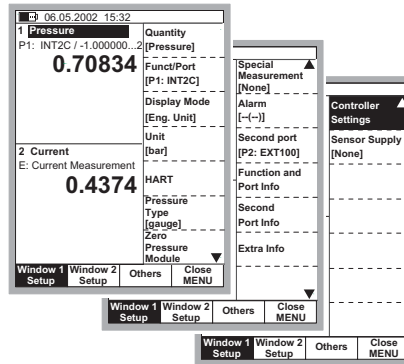 06.05.2002 15:32
1 Pressure
P1: INT2C / -1.000000...2
0.70834
2 Current
E: Current Measurement
0.4374
Quantity
[Pressure]
Funct/Port
[P1: INT2C]
Display Mode
[Eng. Unit]
Unit
[bar]
HART
Pressure
Type
[gauge]
Zero
Pressure
Module
Window 1
Setup
Window 2
Setup
Others
Close
MENU
Special
Measurement
[None]
Alarm
[--(--)]
Second port
[P2: EXT100]
Function and
Port Info
Second
Port Info
Extra Info
Window 1
Setup
Window 2
Setup
Others
Close
MENU
Controller
Settings
Sensor Supply
[None]
Window 1
Setup
Window 2
Setup
Others
Close
MENU